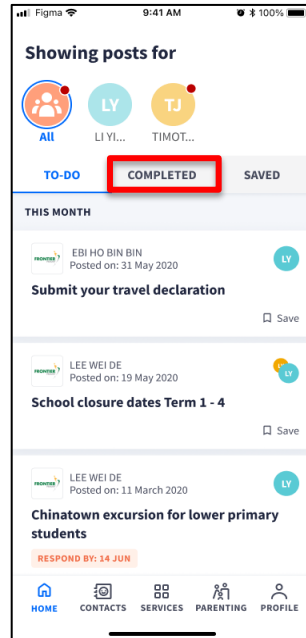 Figma 9:41 AM 100%
Showing posts for
LY TJ
All LI YI... TIMOT...
TO-DO COMPLETED SAVED
THIS MONTH
FRONTIER EBI HO BIN BIN
Posted on: 31 May 2020
LY
Submit your travel declaration
Save
FRONTIER LEE WEI DE
Posted on: 19 May 2020
LY
School closure dates Term 1 - 4
Save
FRONTIER LEE WEI DE
Posted on: 11 March 2020
LY
Chinatown excursion for lower primary
students
RESPOND BY: 14 JUN
HOME CONTACTS SERVICES PARENTING PROFILE